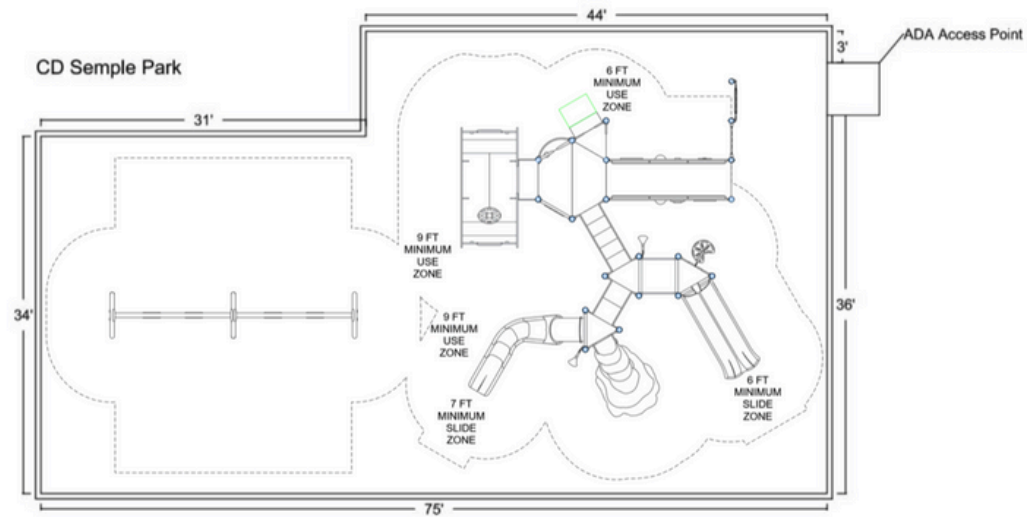 44'
ADA Access Point
3'
CD Semple Park
6 FT
MINIMUM
USE
ZONE
31'
9 FT
MINIMUM
USE
ZONE
34'
36'
9 FT
MINIMUM
USE
ZONE
7 FT
MINIMUM
SLIDE
ZONE
6 FT
MINIMUM
SLIDE
ZONE
75'